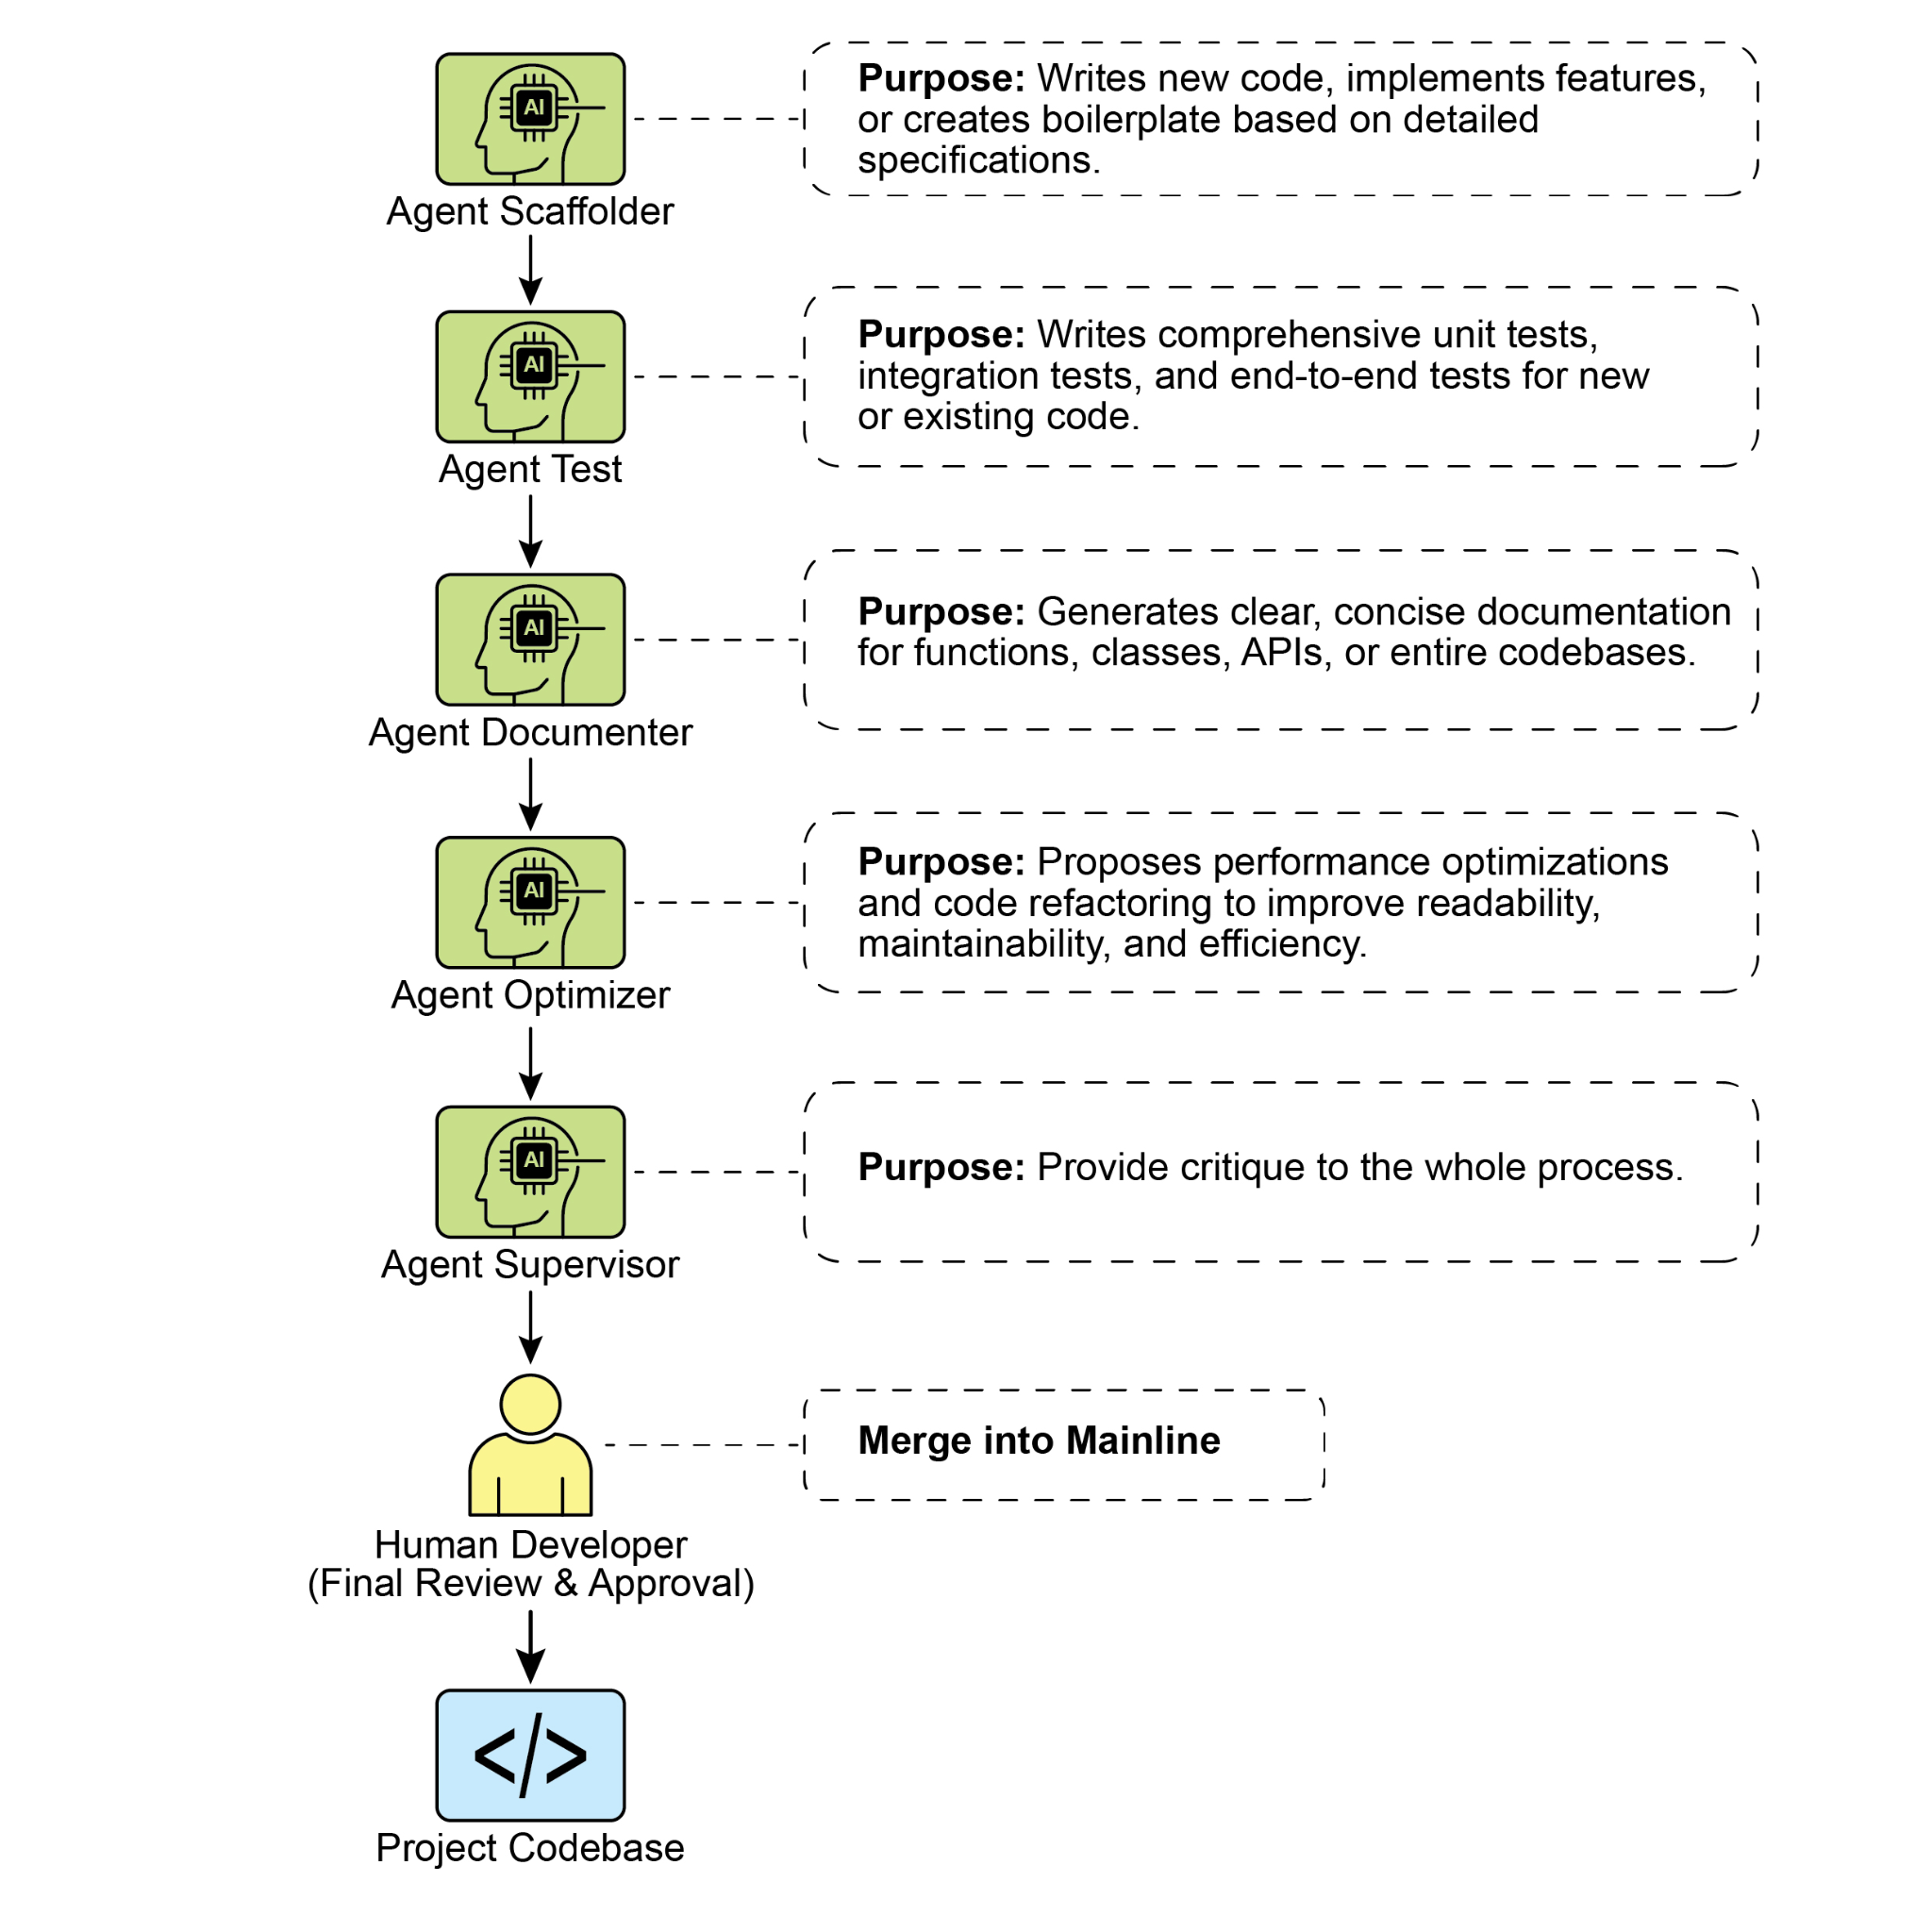 AI
Purpose: Writes new code, implements features,
or creates boilerplate based on detailed
specifications.
Agent Scaffolder
AI
Purpose: Writes comprehensive unit tests,
integration tests, and end-to-end tests for new
or existing code.
Agent Test
AI
Purpose: Generates clear, concise documentation
for functions, classes, APIs, or entire codebases.
Agent Documenter
AI
Purpose: Proposes performance optimizations
and code refactoring to improve readability,
maintainability, and efficiency.
Agent Optimizer
AI
Purpose: Provide critique to the whole process.
Agent Supervisor
Merge into Mainline
Human Developer
(Final Review & Approval)
</>
Project Codebase